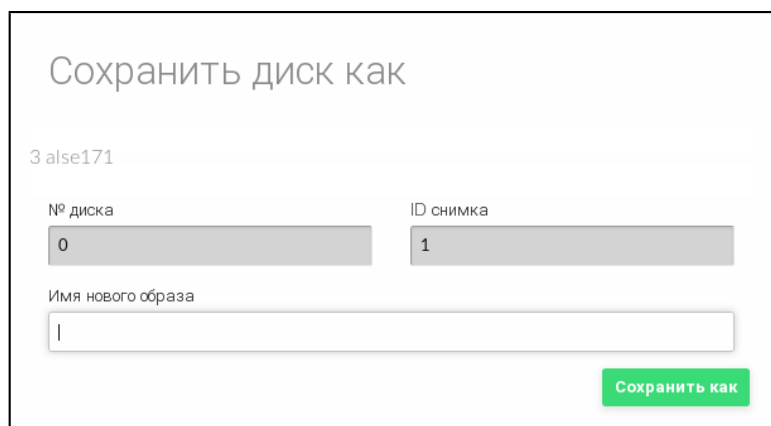 Сохранить диск как
3 alse171
№ диска
ID снимка
0
1
Имя нового образа
Сохранить как